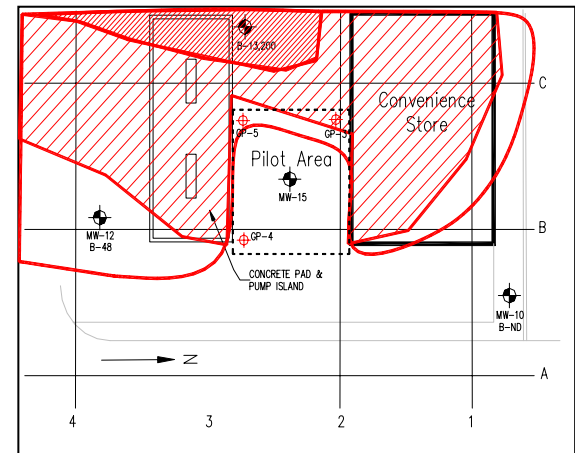 B-13,200
C
Convenience
Store
GP-5
GP-3
Pilot Area
MW-15
MW-12
B-48
GP-4
B
CONCRETE PAD &
PUMP ISLAND
MW-10
B-ND
N
A
4
3
2
1